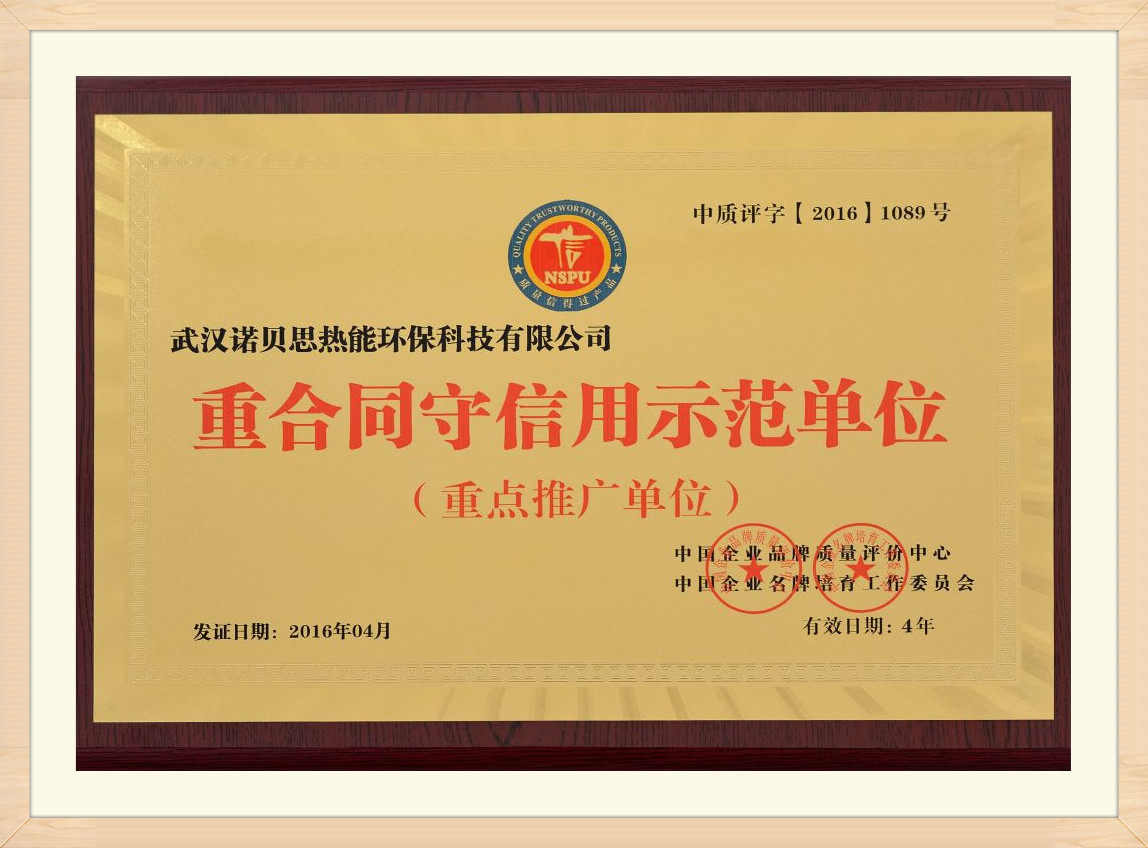 中质评字【2016】1089号
QUALITY TRUSTWORTHY PRODUCTS
NSPU
质量信得过产品
武汉诺贝思热能环保科技有限公司
重合同守信用示范单位
（重点推广单位）
中国企业品牌质量评价中心
中国企业名牌培育工作委员会
发证日期：2016年04月
有效日期：4年